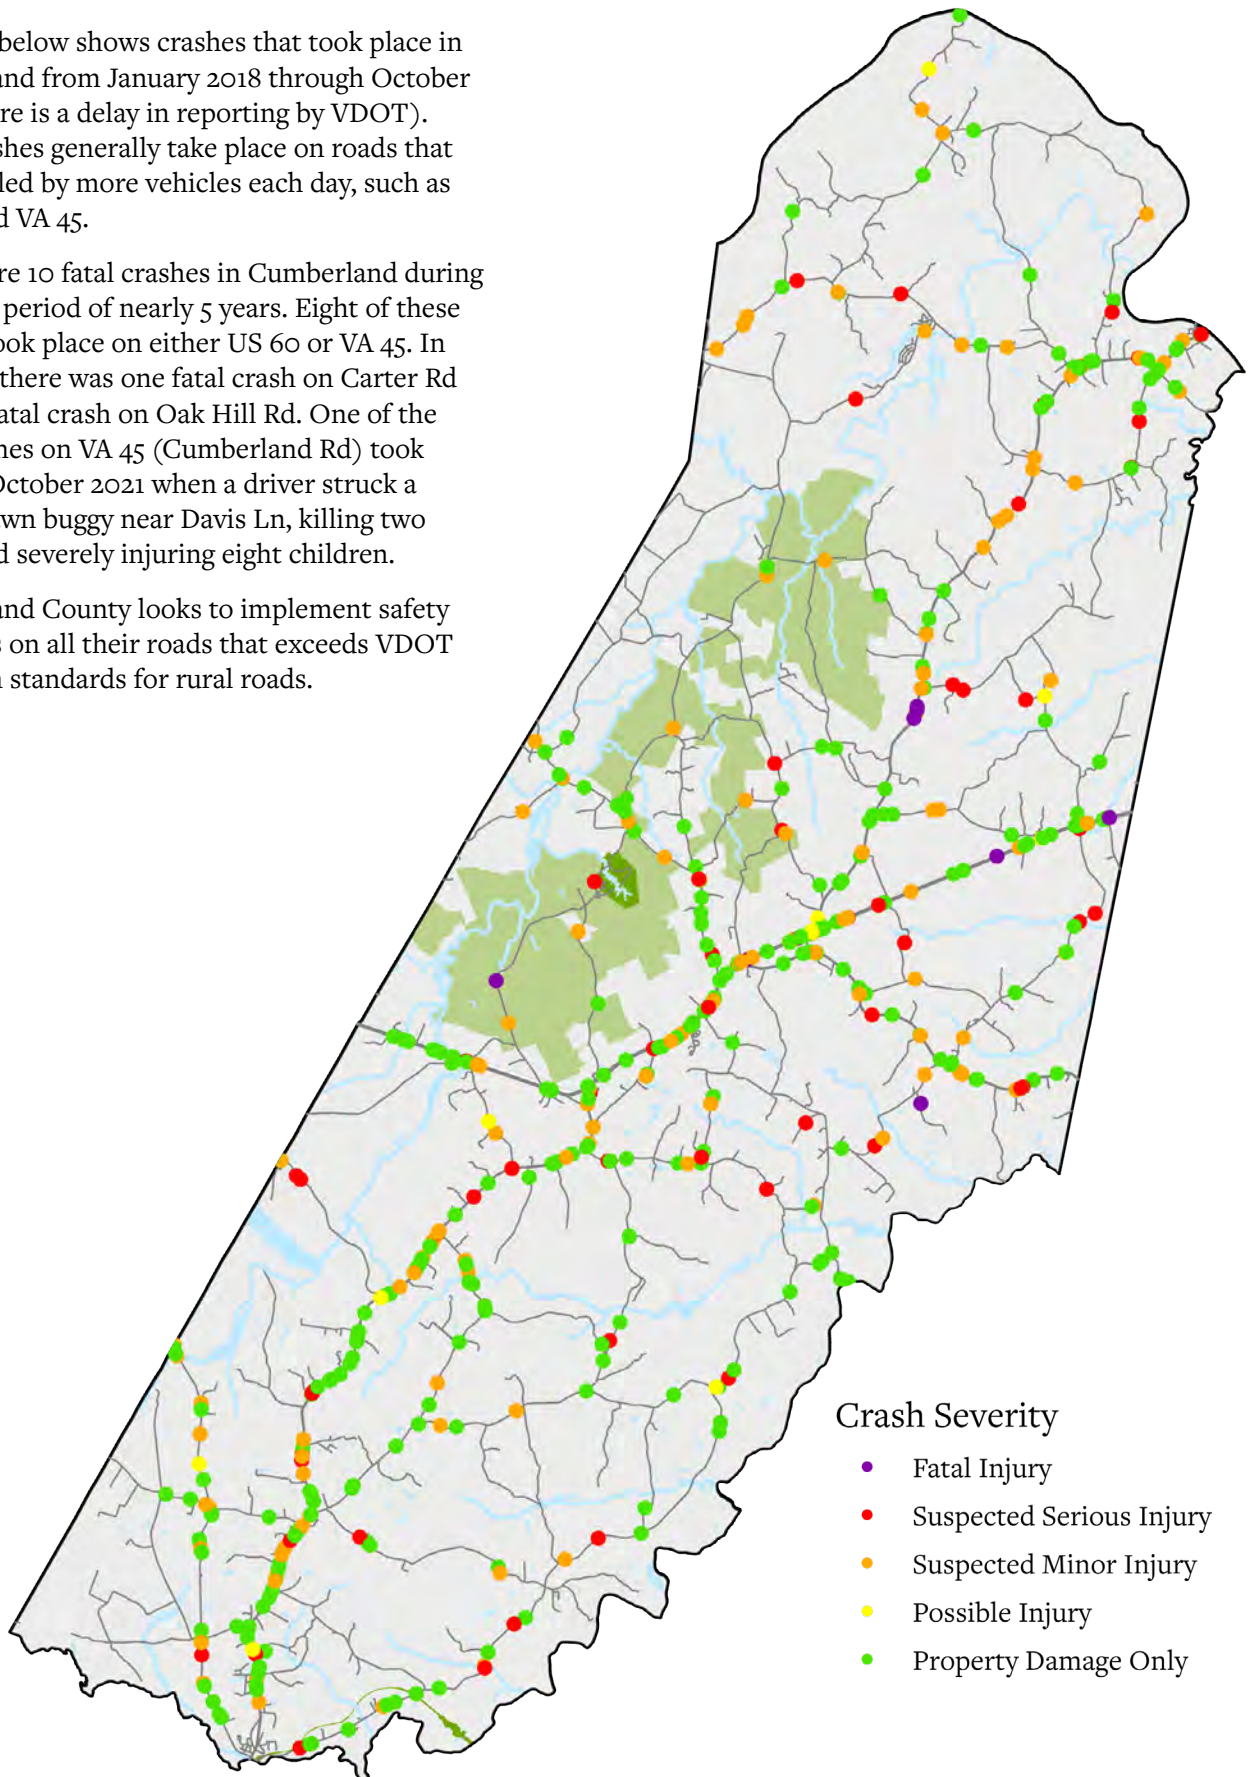 below shows crashes that took place in
and from January 2018 through October
re is a delay in reporting by VDOT).
shes generally take place on roads that
led by more vehicles each day, such as
d VA 45.
re 10 fatal crashes in Cumberland during
period of nearly 5 years. Eight of these
ook place on either US 60 or VA 45. In
there was one fatal crash on Carter Rd
atal crash on Oak Hill Rd. One of the
hes on VA 45 (Cumberland Rd) took
October 2021 when a driver struck a
awn buggy near Davis Ln, killing two
d severely injuring eight children.
and County looks to implement safety
s on all their roads that exceeds VDOT
n standards for rural roads.
Crash Severity
Fatal Injury
Suspected Serious Injury
Suspected Minor Injury
Possible Injury
Property Damage Only